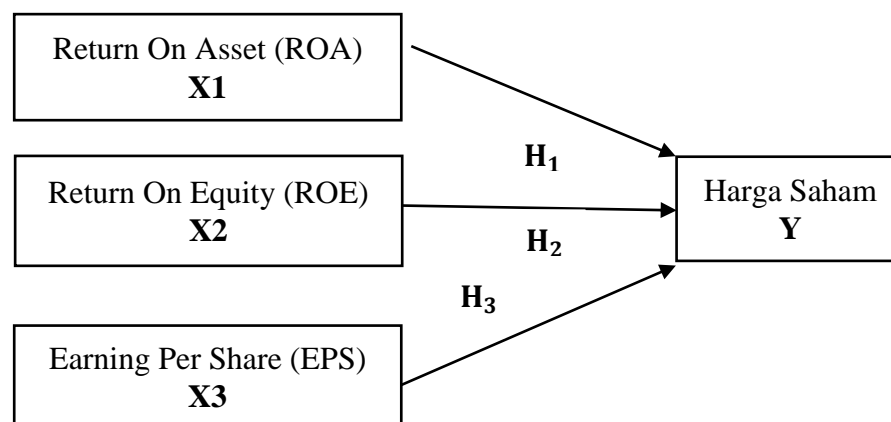 Return On Asset (ROA)
X1
H₁
Return On Equity (ROE)
X2
Harga Saham
Y
H₂
H₃
Earning Per Share (EPS)
X3